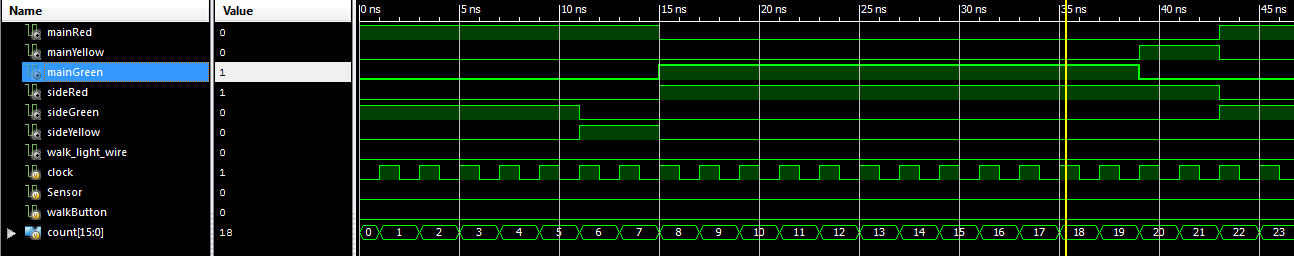 Name Value 0 ns 5 ns 10 ns 15 ns 20 ns 25 ns 30 ns 35 ns 40 ns 45 ns
mainRed 0
mainYellow 0
mainGreen 1
sideRed 1
sideGreen 0
sideYellow 0
walk_light_wire 0
clock 1
Sensor 0
walkButton 0
count[15:0] 18 0 1 2 3 4 5 6 7 8 9 10 11 12 13 14 15 16 17 18 19 20 21 22 23